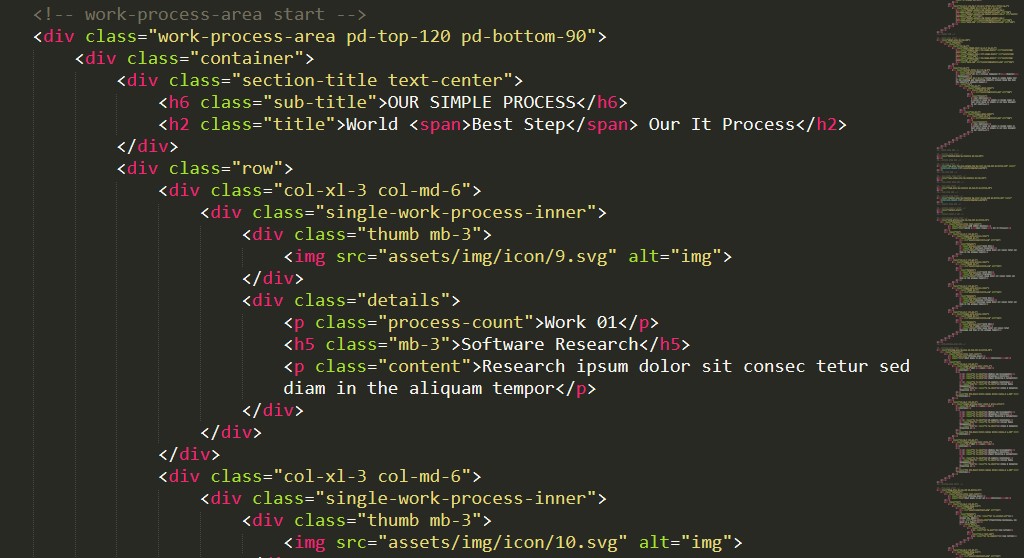 <!-- work-process-area start -->
<div class="work-process-area pd-top-120 pd-bottom-90">
<div class="container">
<div class="section-title text-center">
<h6 class="sub-title">OUR SIMPLE PROCESS</h6>
<h2 class="title">World <span>Best Step</span> Our It Process</h2>
</div>
<div class="row">
<div class="col-xl-3 col-md-6">
<div class="single-work-process-inner">
<div class="thumb mb-3">
<img src="assets/img/icon/9.svg" alt="img">
</div>
<div class="details">
<p class="process-count">Work 01</p>
<h5 class="mb-3">Software Research</h5>
<p class="content">Research ipsum dolor sit consec tetur sed
diam in the aliquam tempor</p>
</div>
</div>
</div>
<div class="col-xl-3 col-md-6">
<div class="single-work-process-inner">
<div class="thumb mb-3">
<img src="assets/img/icon/10.svg" alt="img">